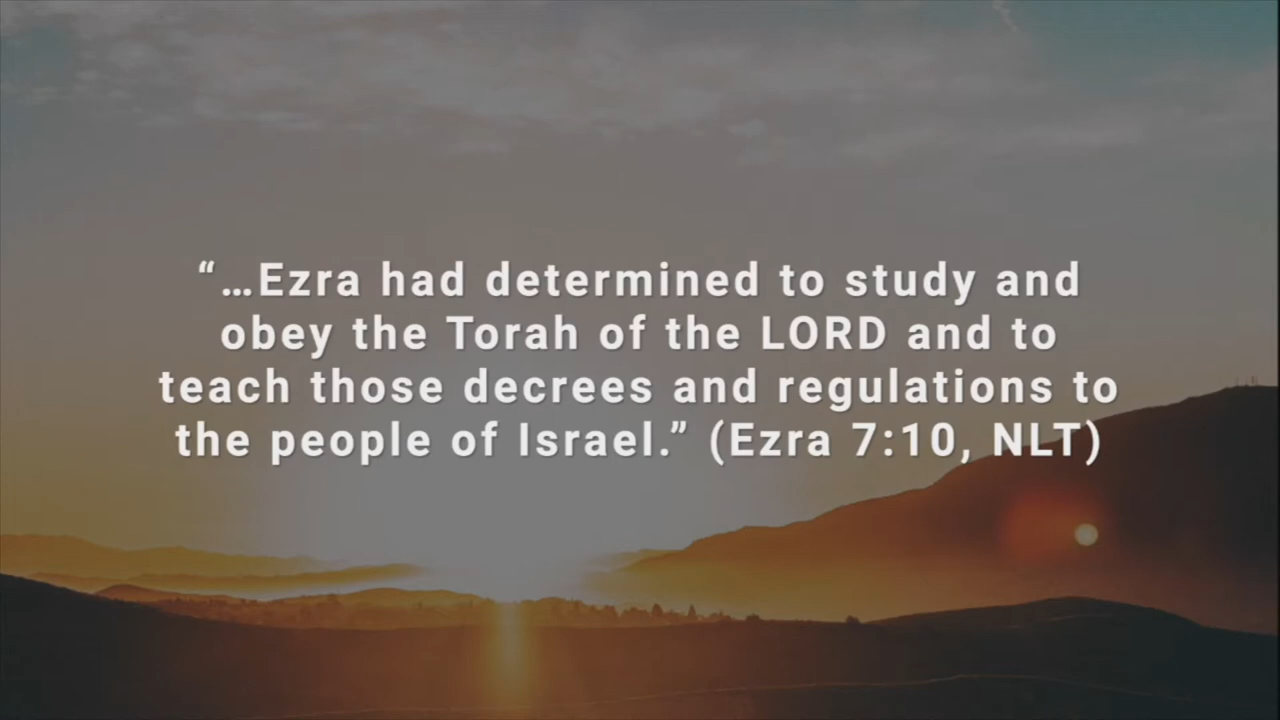 “…Ezra had determined to study and
obey the Torah of the LORD and to
teach those decrees and regulations to
the people of Israel.” (Ezra 7:10, NLT)